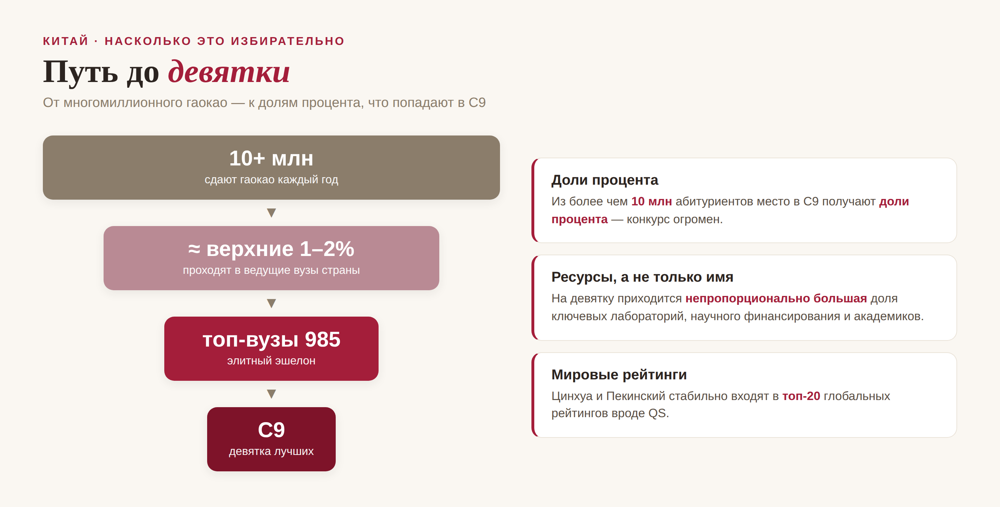 КИТАЙ · НАСКОЛЬКО ЭТО ИЗБИРАТЕЛЬНО
Путь до девятки
От многомиллионного гаокао — к долям процента, что попадают в С9
10+ млн
сдают гаокао каждый год
▼
≈ верхние 1–2%
проходят в ведущие вузы страны
▼
топ-вузы 985
элитный эшелон
▼
С9
девятка лучших
Доли процента
Из более чем 10 млн абитуриентов место в С9 получают доли
процента — конкурс огромен.
Ресурсы, а не только имя
На девятку приходится непропорционально большая доля
ключевых лабораторий, научного финансирования и академиков.
Мировые рейтинги
Цинхуа и Пекинский стабильно входят в топ-20 глобальных
рейтингов вроде QS.